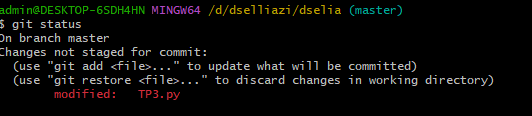 admin@DESKTOP-6SDH4HN MINGW64 /d/dselliazi/dselia (master)
$ git status
On branch master
Changes not staged for commit:
  (use "git add <file>..." to update what will be committed)
  (use "git restore <file>..." to discard changes in working directory)
        modified:   TP3.py